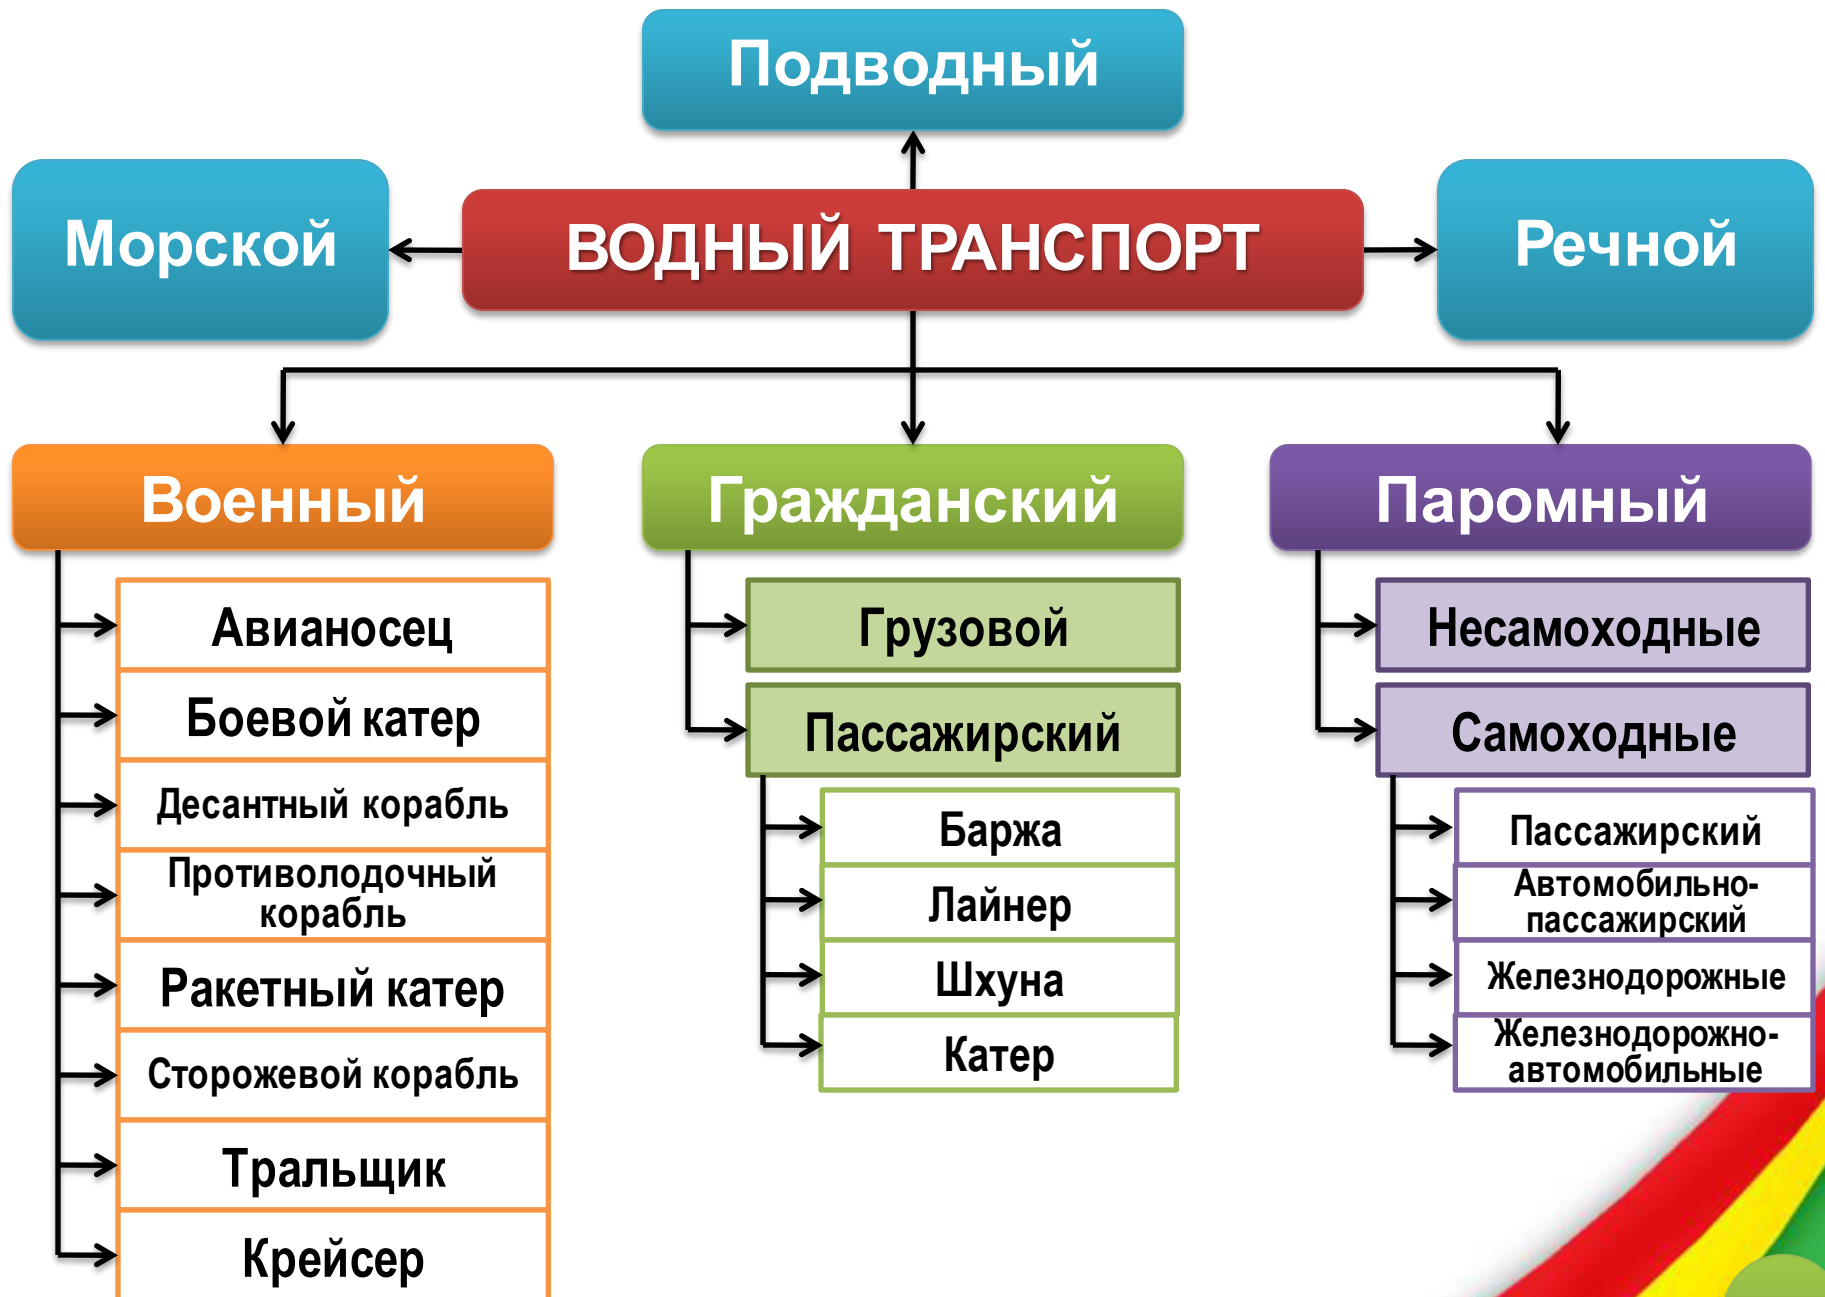 Подводный
Морской
ВОДНЫЙ ТРАНСПОРТ
Речной
Военный
Авианосец
Боевой катер
Десантный корабль
Противолодочный
корабль
Ракетный катер
Сторожевой корабль
Тральщик
Крейсер
Гражданский
Грузовой
Пассажирский
Баржа
Лайнер
Шхуна
Катер
Паромный
Несамоходные
Самоходные
Пассажирский
Автомобильно-
пассажирский
Железнодорожные
Железнодорожно-
автомобильные